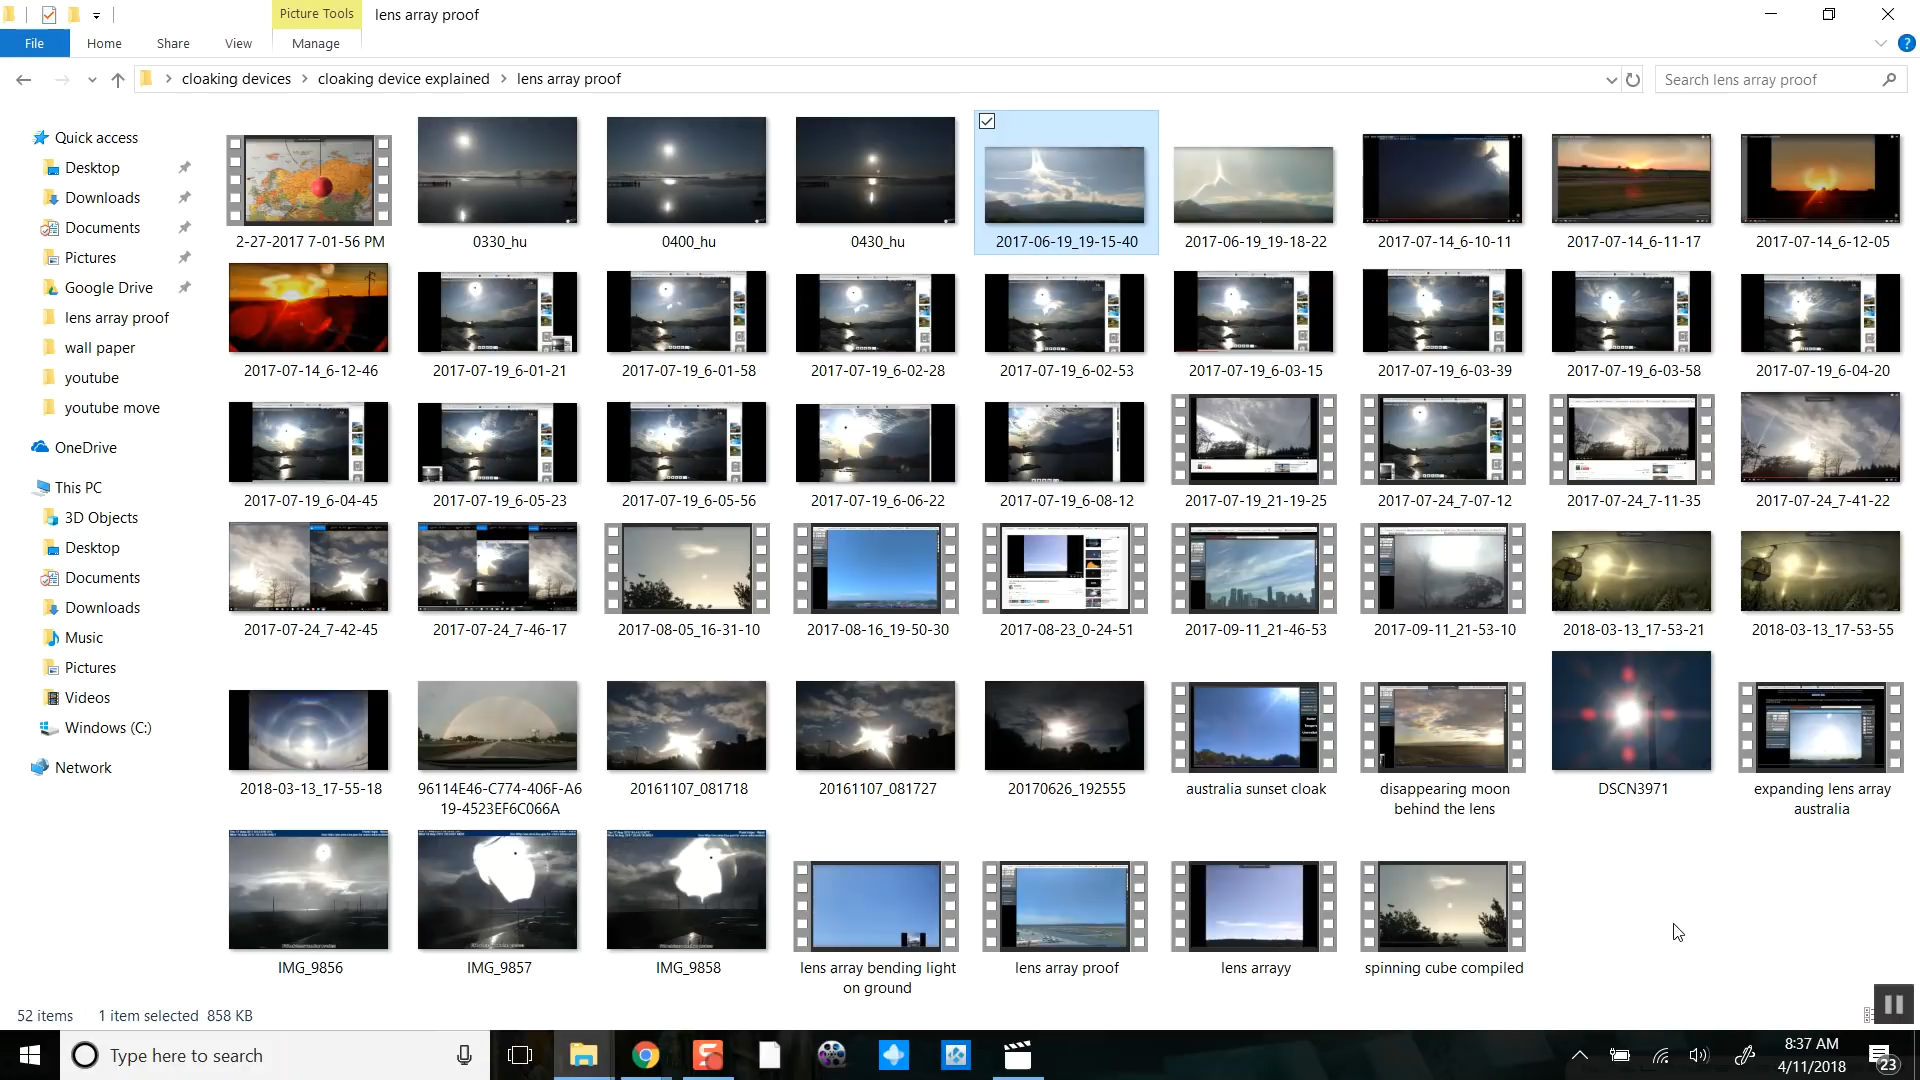 Picture Tools
lens array proof
File
Home
Share
View
Manage
cloaking devices
cloaking device explained
lens array proof
Search lens array proof
Quick access
Desktop
Downloads
Documents
Pictures
Google Drive
lens array proof
wall paper
youtube
youtube move
OneDrive
This PC
3D Objects
Desktop
Documents
Downloads
Music
Pictures
Videos
Windows (C:)
Network
2-27-2017 7-01-56 PM
0330_hu
0400_hu
0430_hu
2017-06-19_19-15-40
2017-06-19_19-18-22
2017-07-14_6-10-11
2017-07-14_6-11-17
2017-07-14_6-12-05
2017-07-14_6-12-46
2017-07-19_6-01-21
2017-07-19_6-01-58
2017-07-19_6-02-28
2017-07-19_6-02-53
2017-07-19_6-03-15
2017-07-19_6-03-39
2017-07-19_6-03-58
2017-07-19_6-04-20
2017-07-19_6-04-45
2017-07-19_6-05-23
2017-07-19_6-05-56
2017-07-19_6-06-22
2017-07-19_6-08-12
2017-07-19_21-19-25
2017-07-24_7-07-12
2017-07-24_7-11-35
2017-07-24_7-41-22
2017-07-24_7-42-45
2017-07-24_7-46-17
2017-08-05_16-31-10
2017-08-16_19-50-30
2017-08-23_0-24-51
2017-09-11_21-46-53
2017-09-11_21-53-10
2018-03-13_17-53-21
2018-03-13_17-53-55
2018-03-13_17-55-18
96114E46-C774-406F-A6
19-4523EF6C066A
20161107_081718
20161107_081727
20170626_192555
australia sunset cloak
disappearing moon
behind the lens
DSCN3971
expanding lens array
australia
IMG_9856
IMG_9857
IMG_9858
lens array bending light
on ground
lens array proof
lens arrayy
spinning cube compiled
52 items
1 item selected 858 KB
Type here to search
8:37 AM
4/11/2018
23